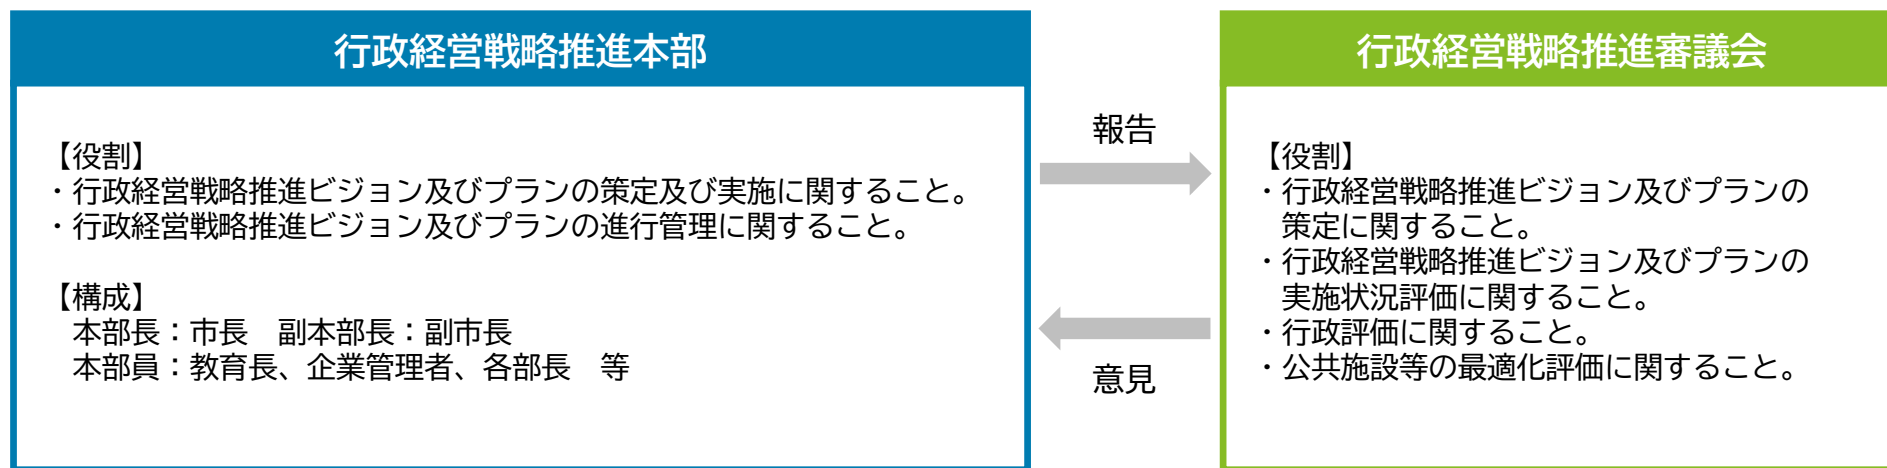 行政経営戦略推進本部
【役割】
・行政経営戦略推進ビジョン及びプランの策定及び実施に関すること。
・行政経営戦略推進ビジョン及びプランの進行管理に関すること。
【構成】
本部長：市長　副本部長：副市長
本部員：教育長、企業管理者、各部長　等
報告
意見
行政経営戦略推進審議会
【役割】
・行政経営戦略推進ビジョン及びプランの
策定に関すること。
・行政経営戦略推進ビジョン及びプランの
実施状況評価に関すること。
・行政評価に関すること。
・公共施設等の最適化評価に関すること。